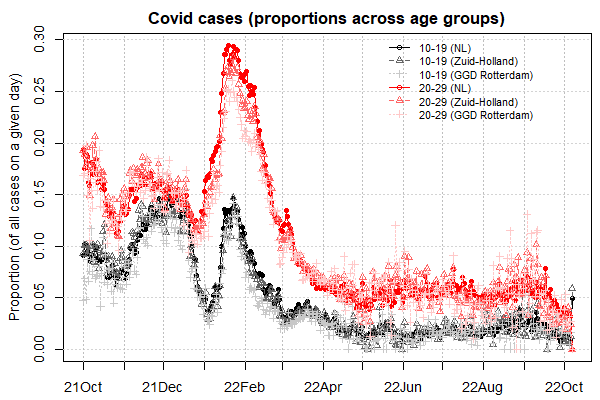 Covid cases (proportions across age groups)
Proportion (of all cases on a given day)
0.30
0.25
0.20
0.15
0.10
0.05
0.00
10-19 (NL)
10-19 (Zuid-Holland)
10-19 (GGD Rotterdam)
20-29 (NL)
20-29 (Zuid-Holland)
20-29 (GGD Rotterdam)
21Oct 21Dec 22Feb 22Apr 22Jun 22Aug 22Oct